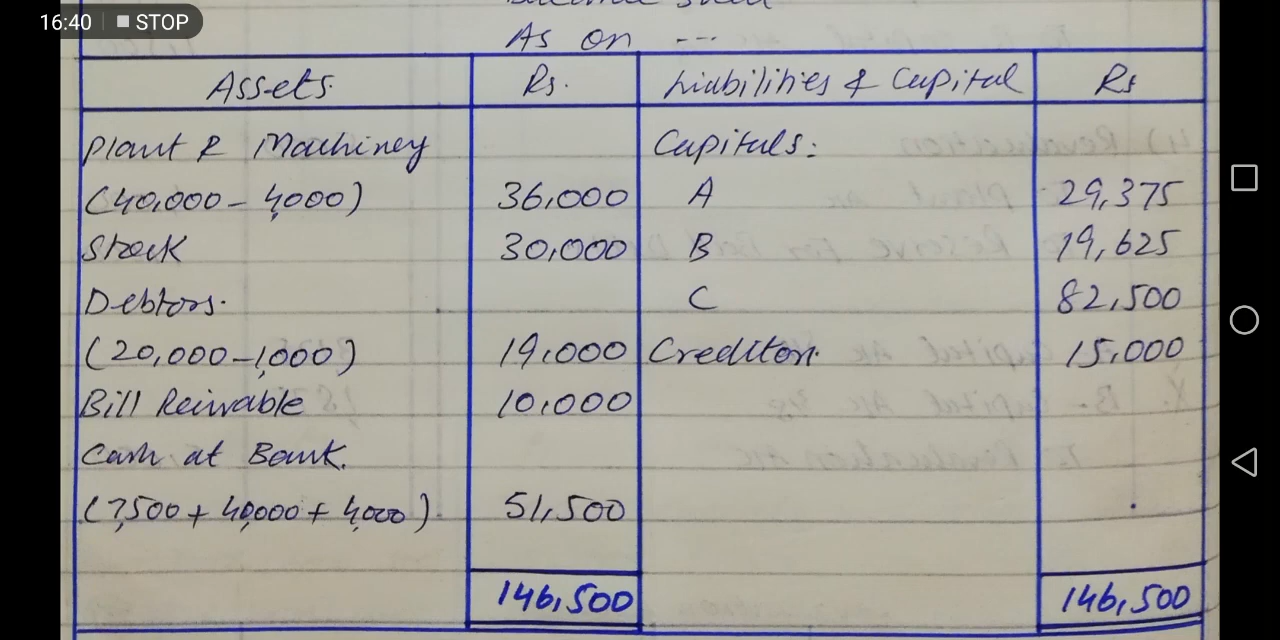 16:40 STOP
As on ---
Assets. Rs. Liabilities & Capital Rs
Plant & Machinery Capitals:
(40,000 - 4,000) 36,000 A 29,375
Stock 30,000 B 19,625
Debtors. C 82,500
(20,000 - 1,000) 19,000 Creditors. 15,000
Bill Reivable 10,000
Cash at Bank.
(7,500 + 40,000 + 4,000) 51,500
146,500 146,500